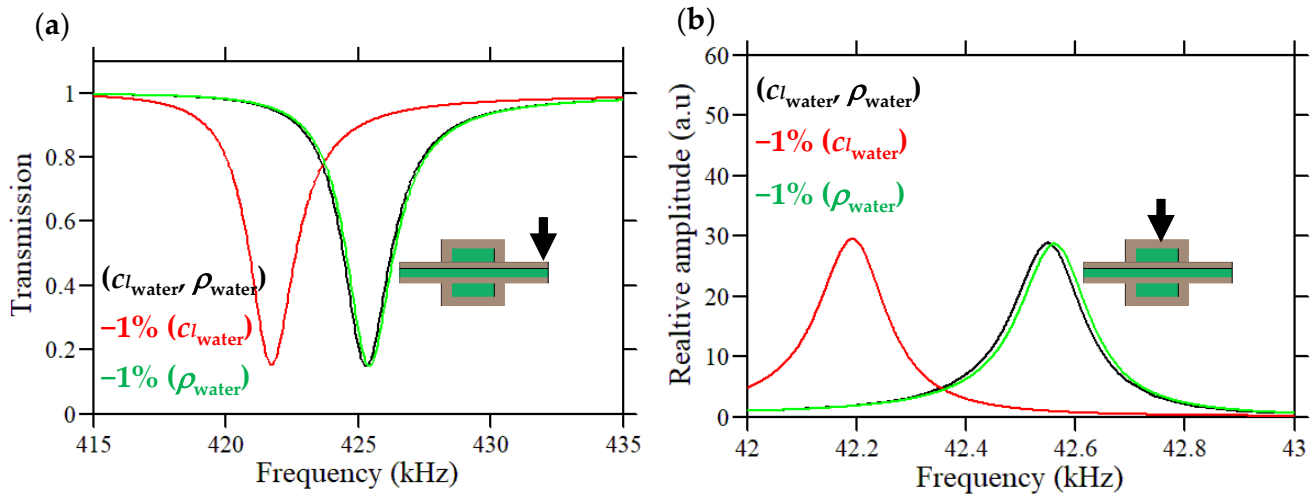 (a)
Transmission
1
0.8
0.6
0.4
0.2
0
(cl water, ρwater)
−1% (cl water)
−1% (ρwater)
415 420 425 430 435
Frequency (kHz)
(b)
Realtive amplitude (a.u)
60
50
40
30
20
10
0
(cl water, ρwater)
−1% (cl water)
−1% (ρwater)
42 42.2 42.4 42.6 42.8 43
Frequency (kHz)